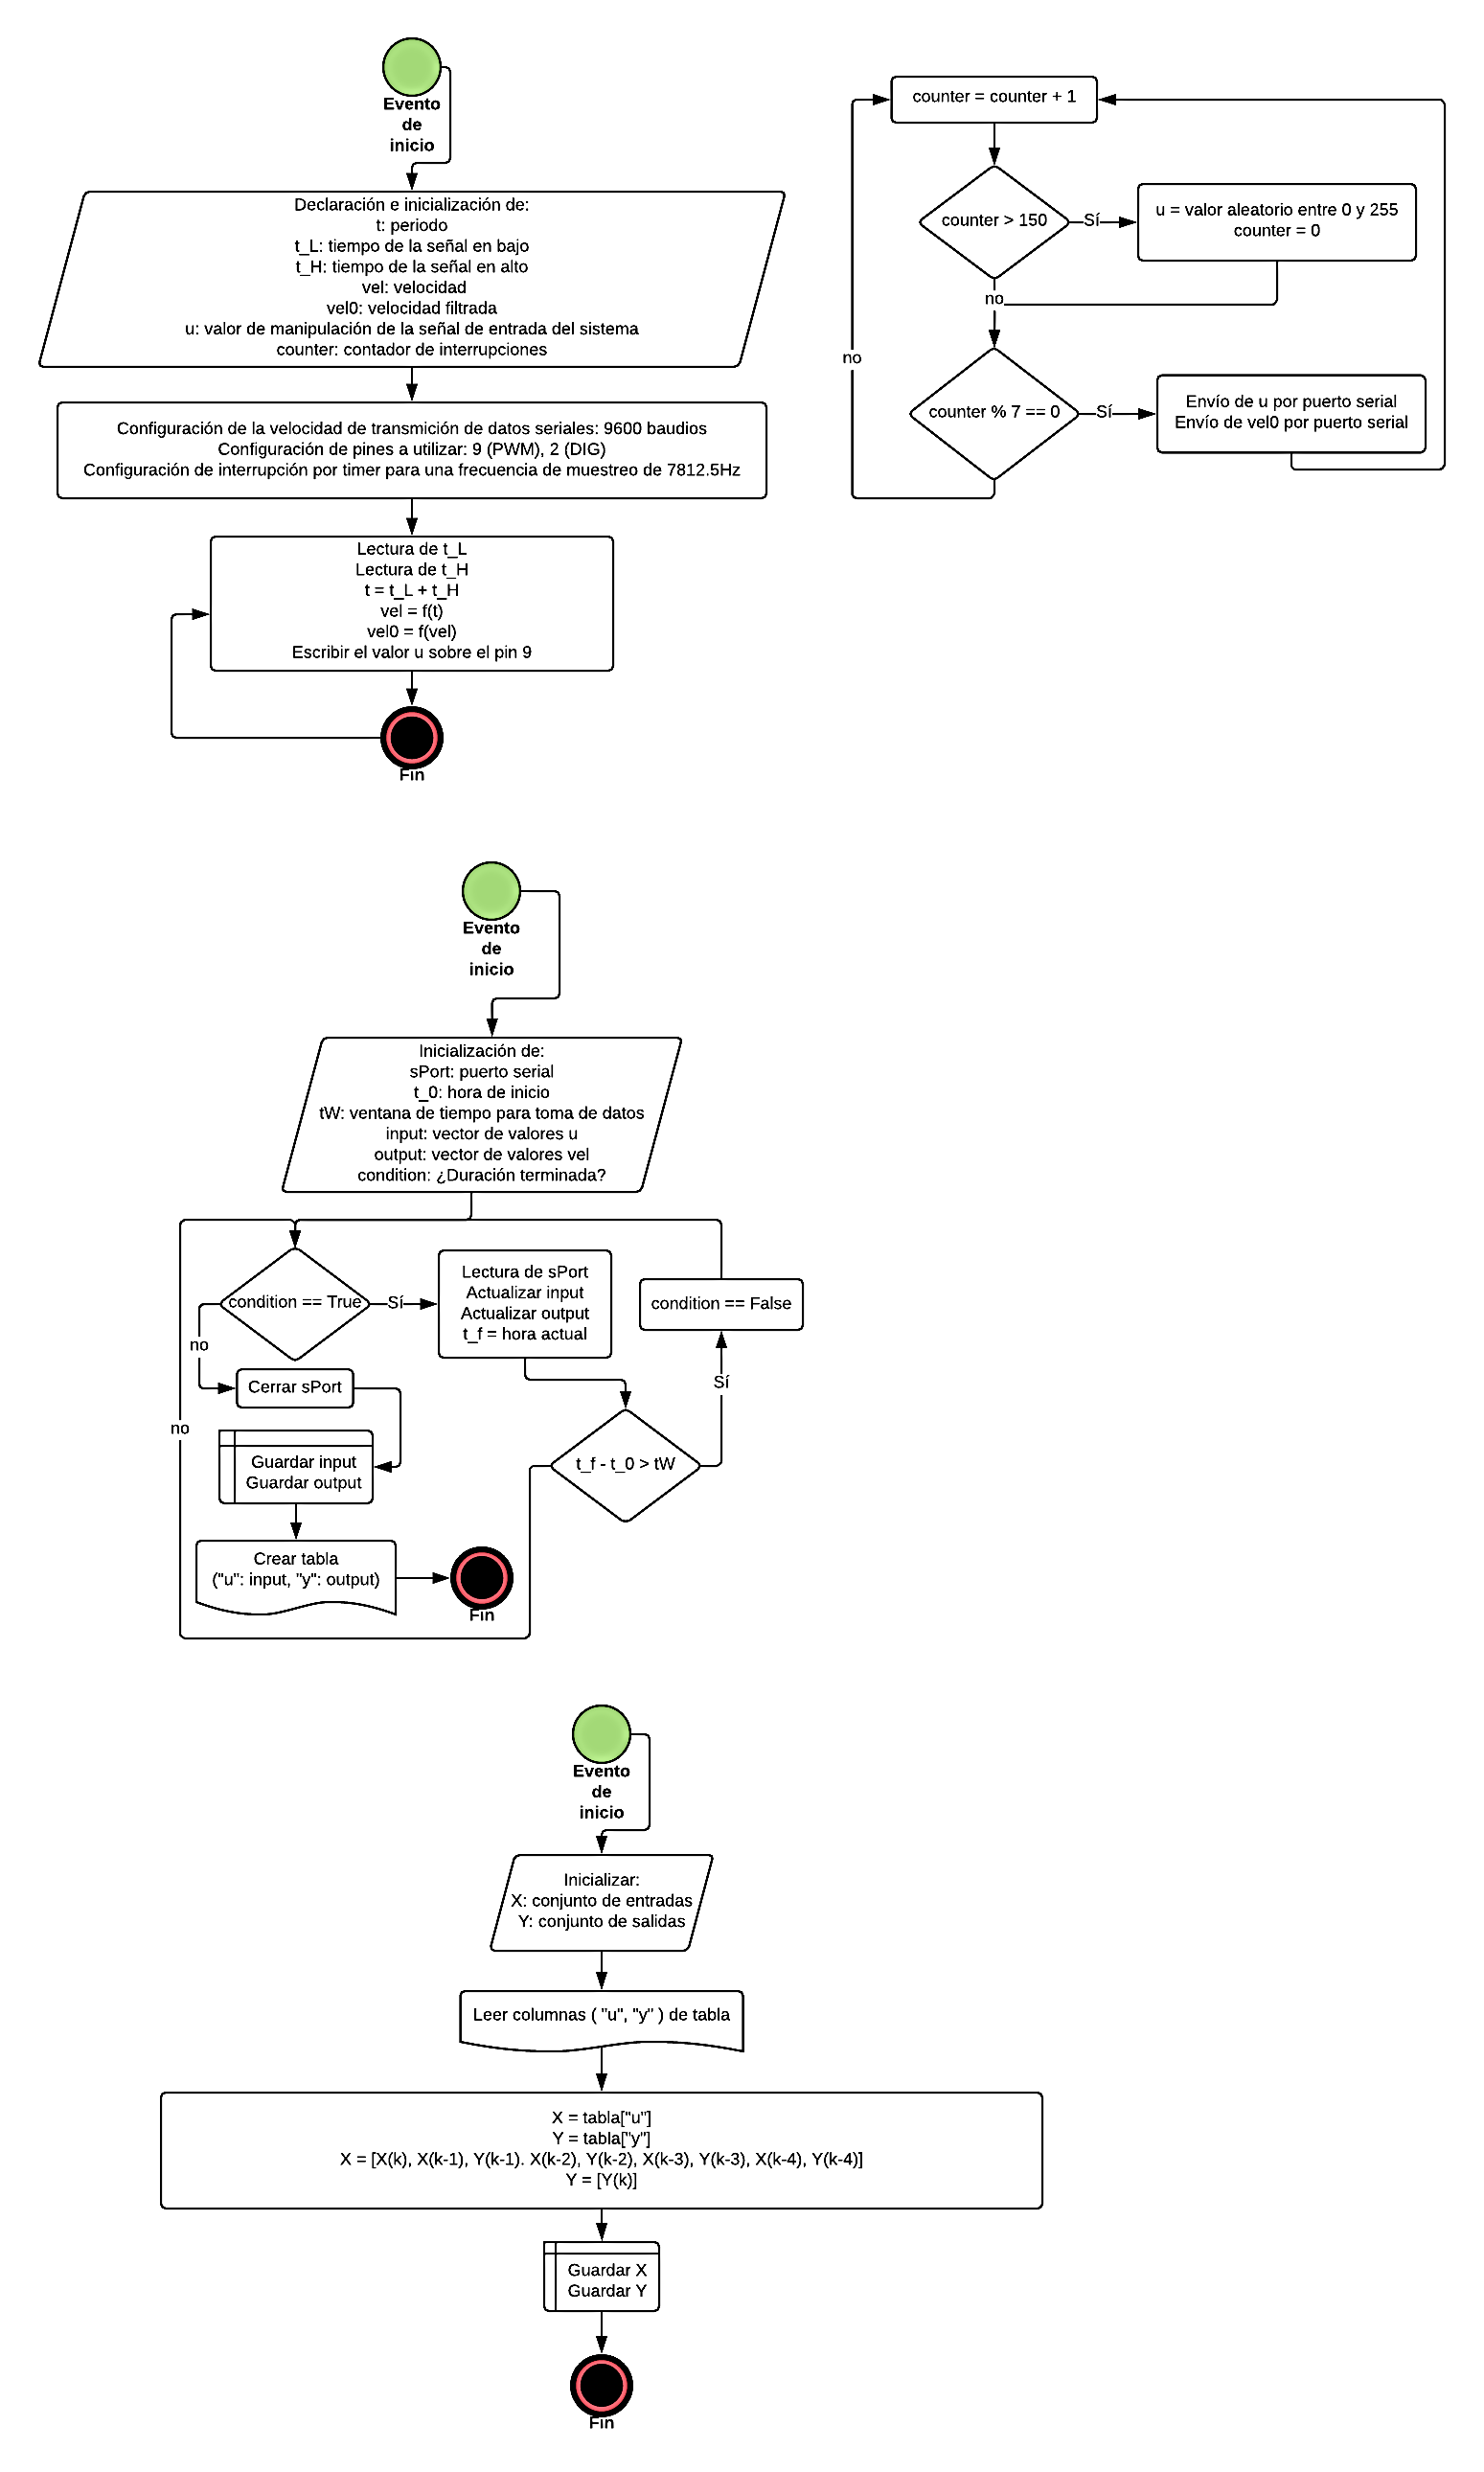 Evento
de
inicio
Declaración e inicialización de:
t: periodo
t_L: tiempo de la señal en bajo
t_H: tiempo de la señal en alto
vel: velocidad
vel0: velocidad filtrada
u: valor de manipulación de la señal de entrada del sistema
counter: contador de interrupciones
Configuración de la velocidad de transmición de datos seriales: 9600 baudios
Configuración de pines a utilizar: 9 (PWM), 2 (DIG)
Configuración de interrupción por timer para una frecuencia de muestreo de 7812.5Hz
Lectura de t_L
Lectura de t_H
t = t_L + t_H
vel = f(t)
vel0 = f(vel)
Escribir el valor u sobre el pin 9
Fin
counter = counter + 1
counter > 150
Sí
u = valor aleatorio entre 0 y 255
counter = 0
no
no
counter % 7 == 0
Sí
Envío de u por puerto serial
Envío de vel0 por puerto serial
Evento
de
inicio
Inicialización de:
sPort: puerto serial
t_0: hora de inicio
tW: ventana de tiempo para toma de datos
input: vector de valores u
output: vector de valores vel
condition: ¿Duración terminada?
condition == True
Sí
Lectura de sPort
Actualizar input
Actualizar output
t_f = hora actual
condition == False
no
Cerrar sPort
Sí
no
Guardar input
Guardar output
t_f - t_0 > tW
Crear tabla
("u": input, "y": output)
Fin
Evento
de
inicio
Inicializar:
X: conjunto de entradas
Y: conjunto de salidas
Leer columnas ( "u", "y" ) de tabla
X = tabla["u"]
Y = tabla["y"]
X = [X(k), X(k-1), Y(k-1). X(k-2), Y(k-2), X(k-3), Y(k-3), X(k-4), Y(k-4)]
Y = [Y(k)]
Guardar X
Guardar Y
Fin